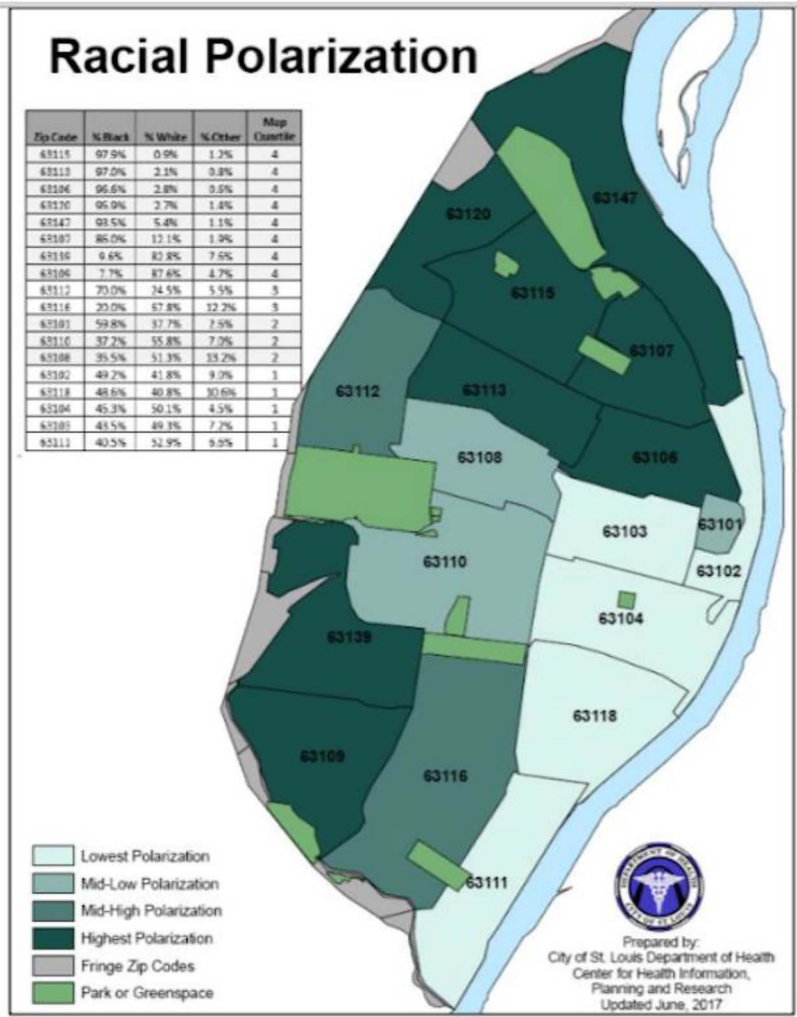 Racial Polarization
Zip Code % Black % White % Other Map Quartile
63115 97.9% 0.9% 1.2% 4
63113 97.0% 2.1% 0.8% 4
63106 96.6% 2.8% 0.6% 4
63120 95.9% 2.7% 1.4% 4
63147 93.5% 5.4% 1.1% 4
63107 86.0% 12.1% 1.9% 4
63139 9.6% 82.8% 7.6% 4
63109 7.7% 87.6% 4.7% 4
63112 70.0% 24.5% 5.5% 3
63116 20.0% 67.8% 12.2% 3
63101 59.8% 37.7% 2.6% 2
63110 37.2% 55.8% 7.0% 2
63108 35.5% 51.3% 13.2% 2
63102 49.2% 41.8% 9.0% 1
63118 48.6% 40.8% 10.6% 1
63104 45.3% 50.1% 4.5% 1
63103 43.5% 49.3% 7.2% 1
63111 40.5% 52.9% 6.6% 1
63147
63120
63115
63107
63112
63113
63108
63106
63103
63101
63110
63102
63104
63139
63118
63109
63116
63111
Lowest Polarization
Mid-Low Polarization
Mid-High Polarization
Highest Polarization
Fringe Zip Codes
Park or Greenspace
DEPARTMENT OF HEALTH
CITY OF ST. LOUIS
Prepared by:
City of St. Louis Department of Health
Center for Health Information,
Planning and Research
Updated June, 2017